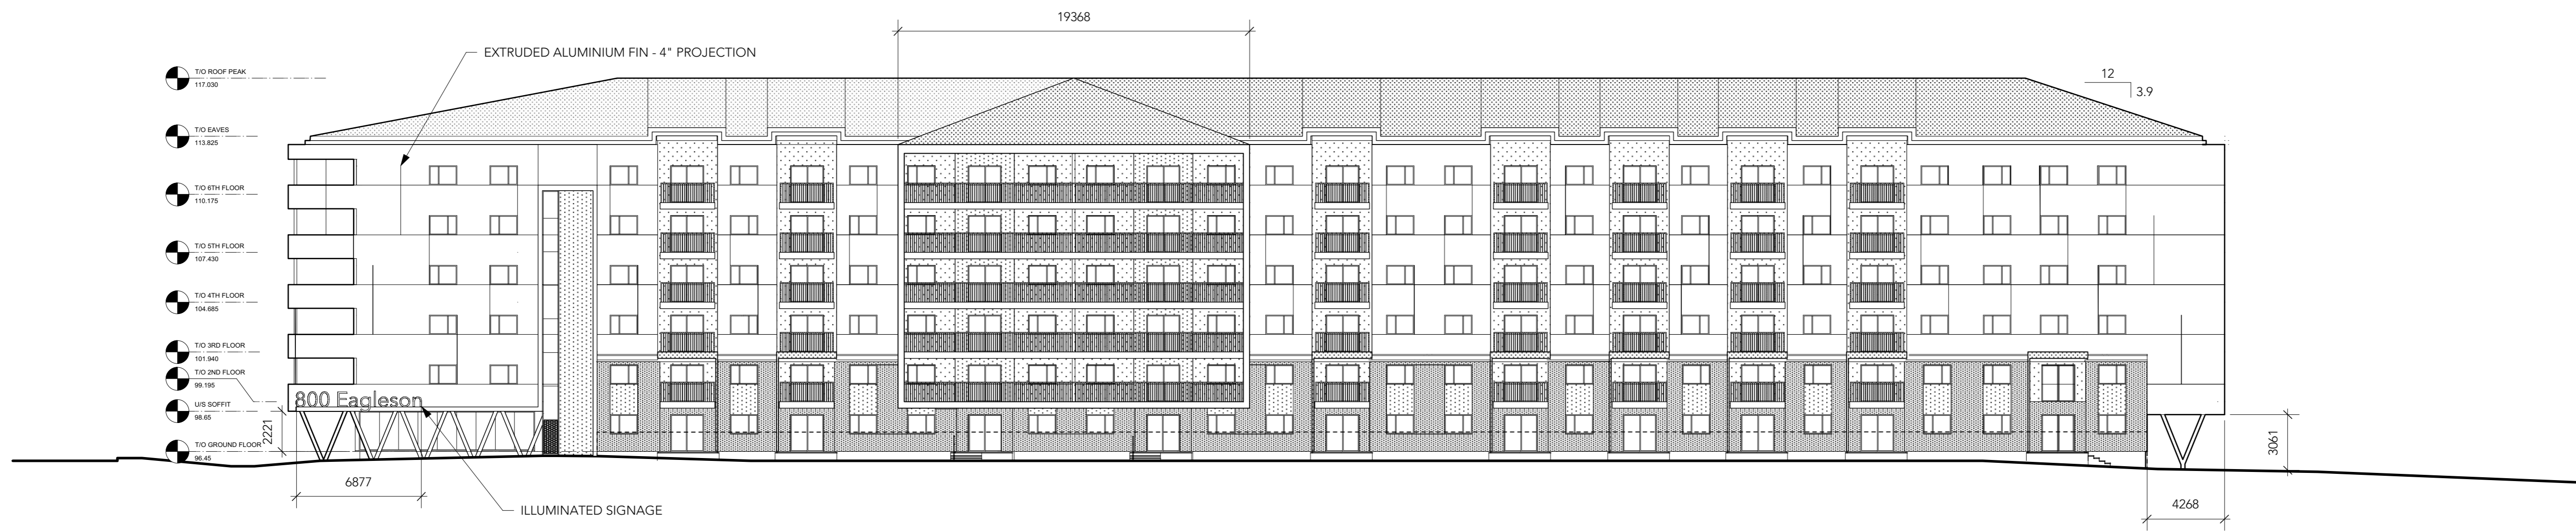 19368
EXTRUDED ALUMINIUM FIN - 4" PROJECTION
T/O ROOF PEAK
117.030
12
3.9
T/O EAVES
113.825
T/O 6TH FLOOR
110.175
T/O 5TH FLOOR
107.430
T/O 4TH FLOOR
104.685
T/O 3RD FLOOR
101.940
T/O 2ND FLOOR
99.195
800 Eagleson
U/S SOFFIT
98.65
2221
T/O GROUND FLOOR
96.45
3061
6877
ILLUMINATED SIGNAGE
4268